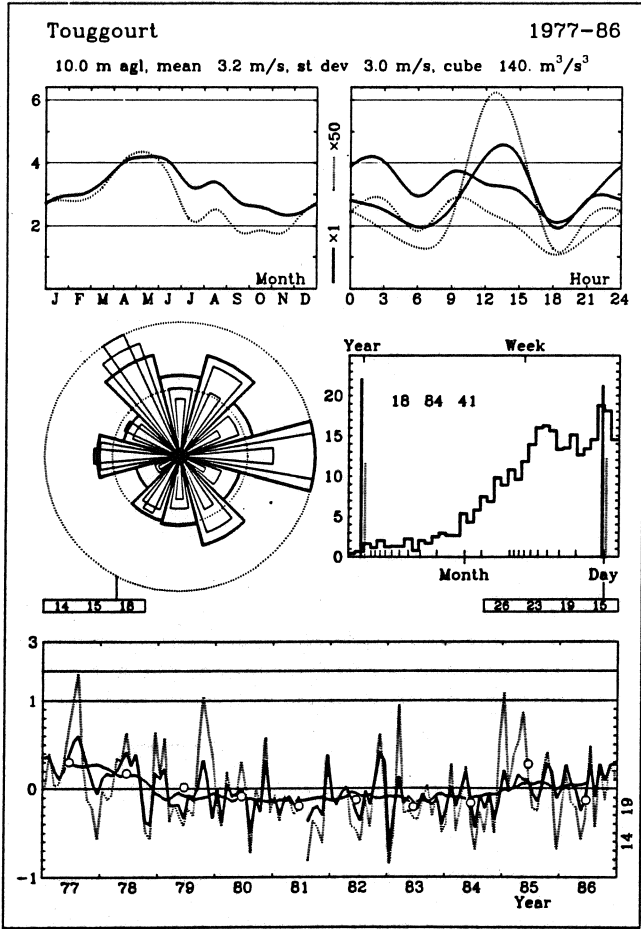 Touggourt 1977-86
10.0 m agl, mean 3.2 m/s, st dev 3.0 m/s, cube 140. m³/s³
6
4
2
J F M A M J J A S O N D
Month
×1 ×50
0 3 6 9 12 15 18 21 24
Hour
Year Week
20
15
10
5
0
18 84 41
Month Day
14 15 18
26 23 19 15
3
1
0
-1
77 78 79 80 81 82 83 84 85 86
Year
14 19